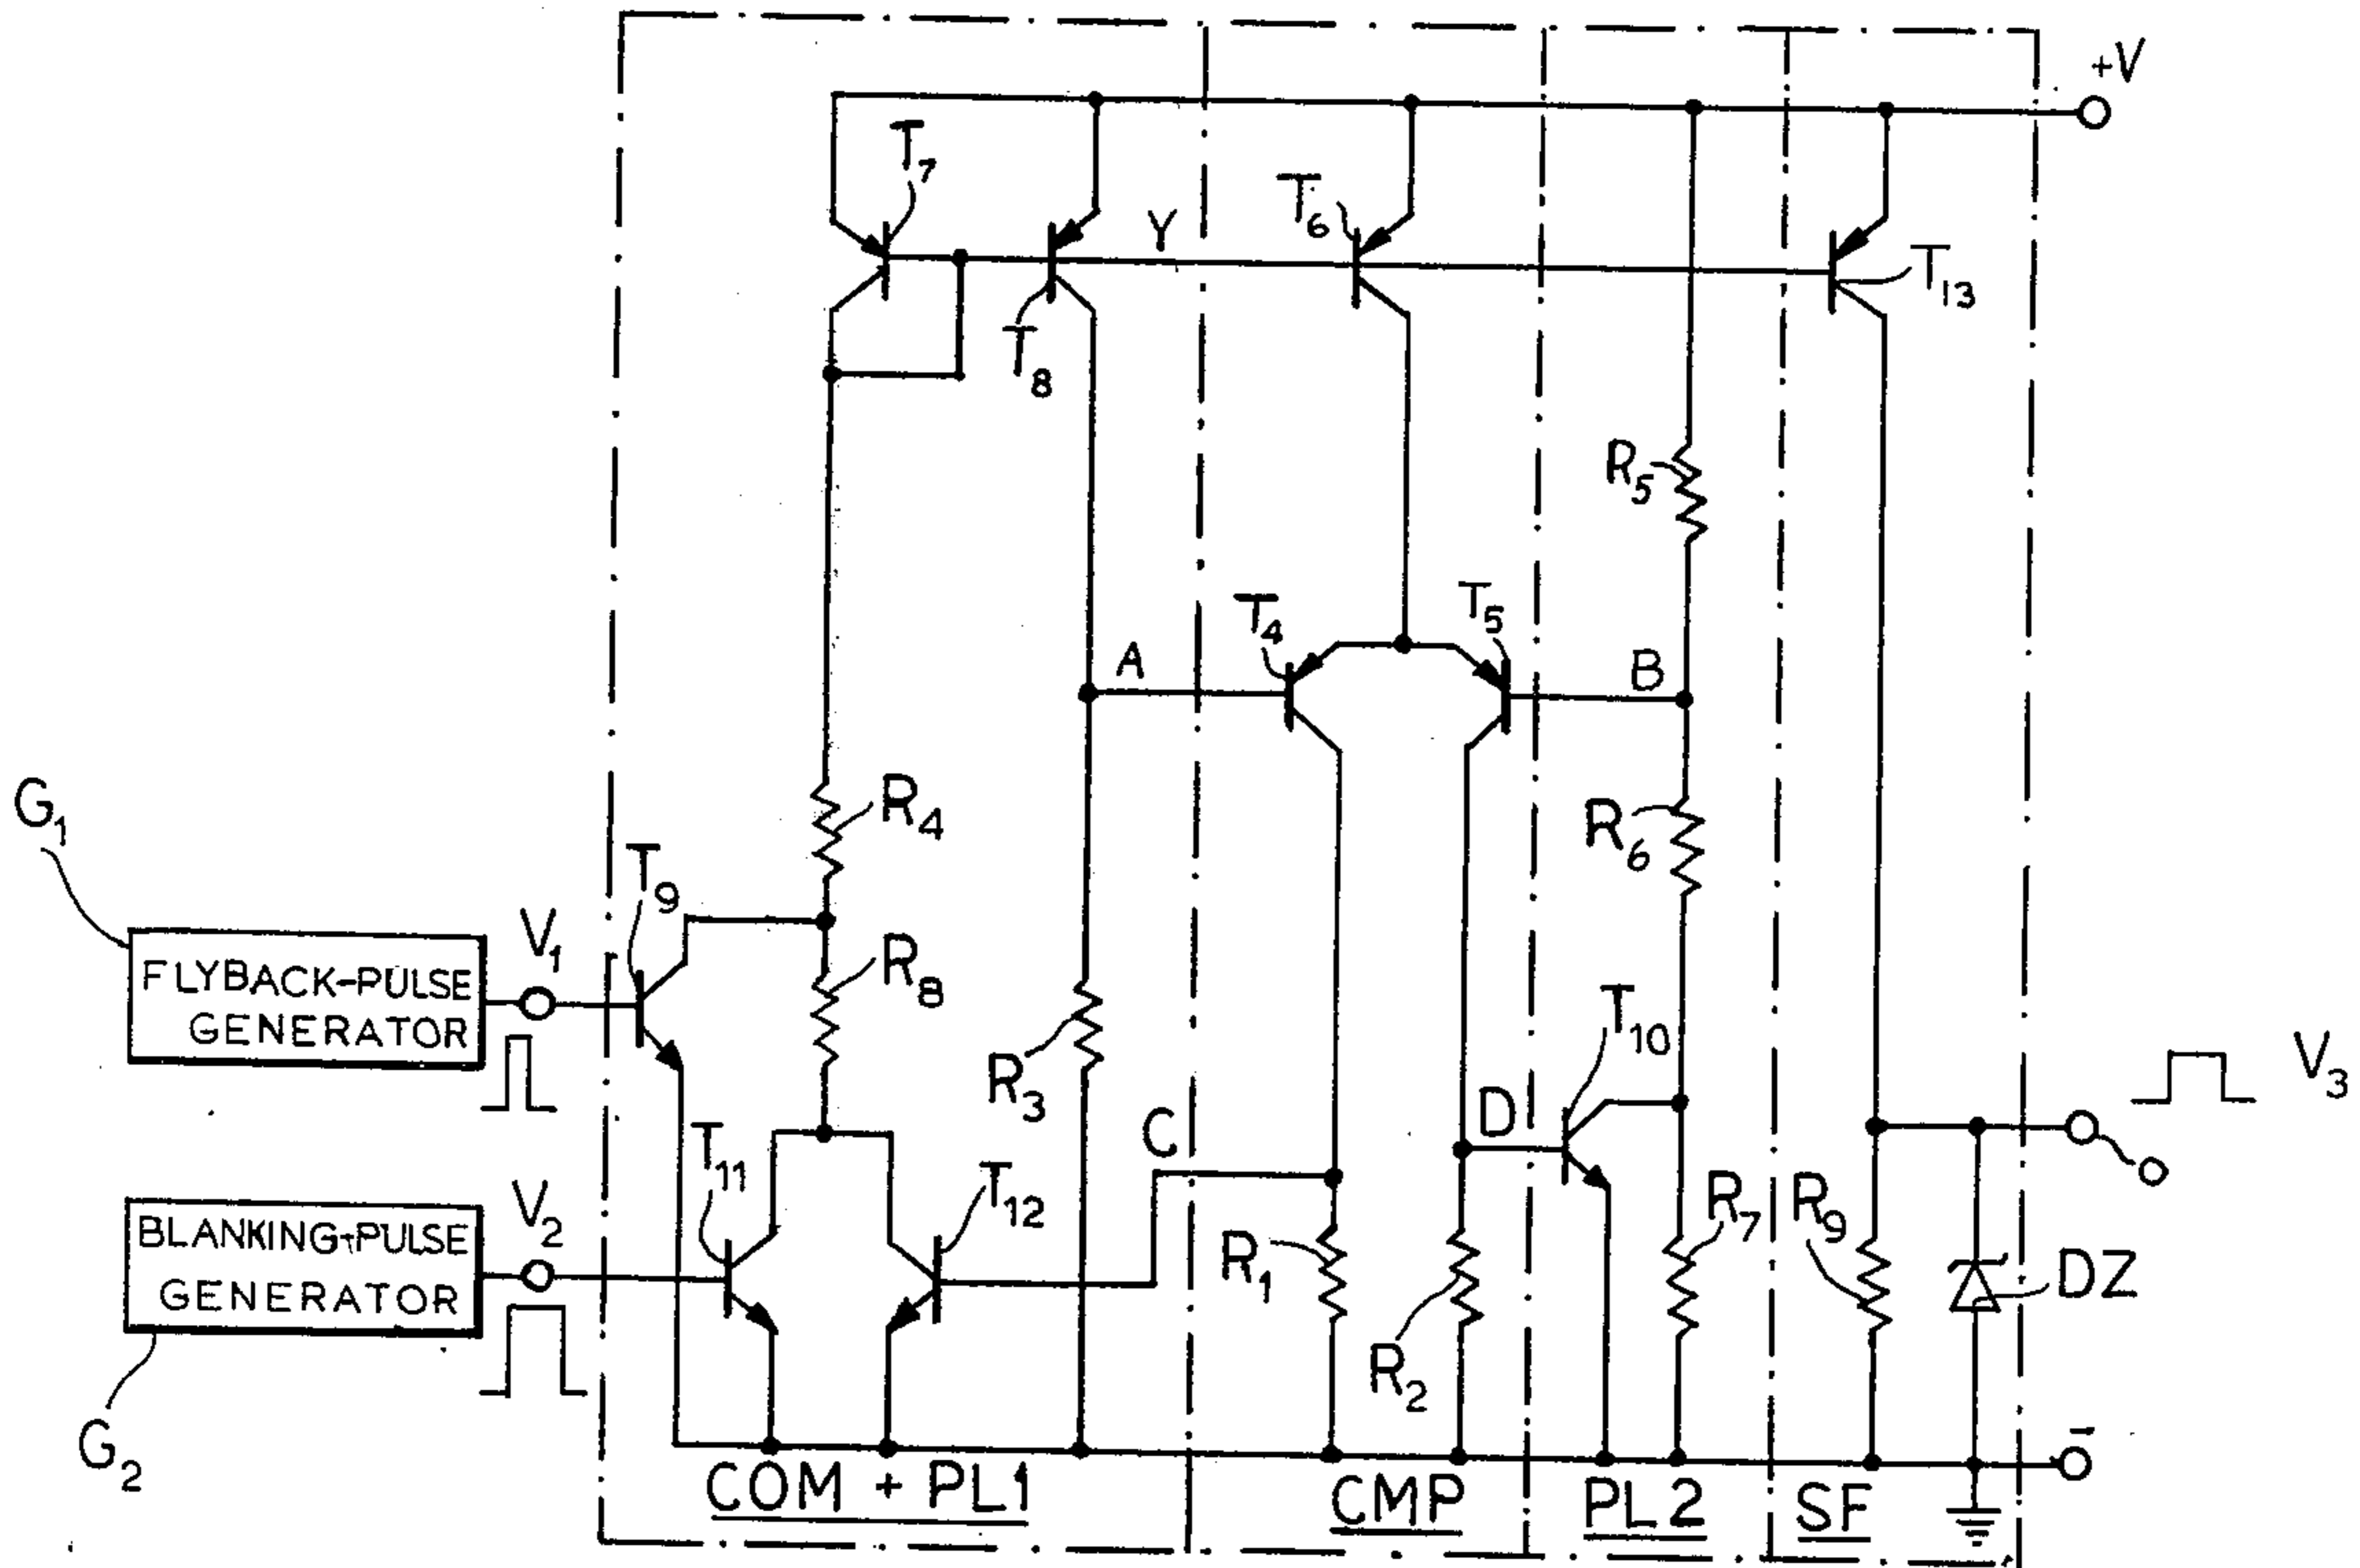 +V
T7
T6
Y
T13
T8
R5
T4
T5
A
B
G1
R4
R6
T9
V1
FLYBACK-PULSE
GENERATOR
R8
T10
R3
V3
C
D
T11
T12
V2
R7
R9
BLANKING-PULSE
GENERATOR
R1
DZ
R2
G2
-
COM + PL1
CMP
PL2
SF